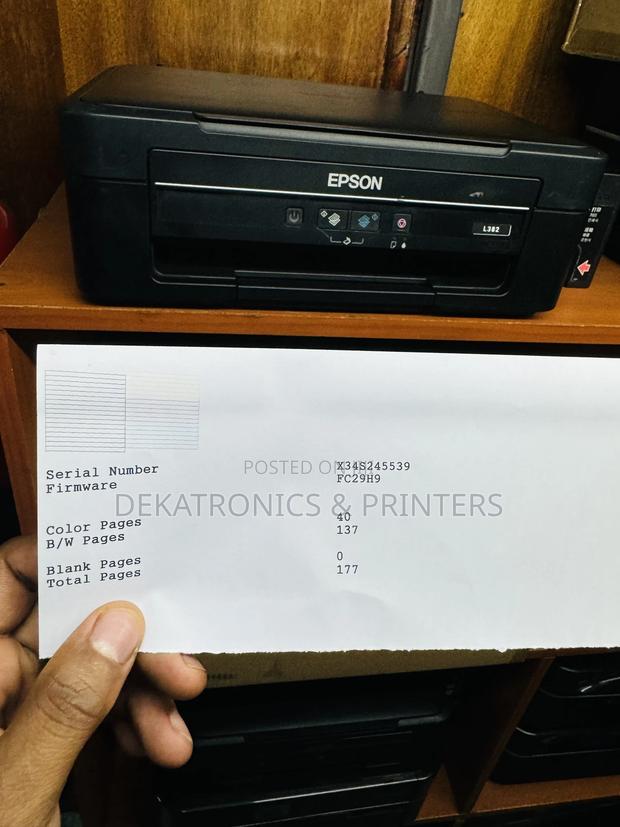 EPSON
L382
Serial Number X34S245539
Firmware FC29H9
POSTED ON
DEKATRONICS & PRINTERS
Color Pages 40
B/W Pages 137
Blank Pages 0
Total Pages 177